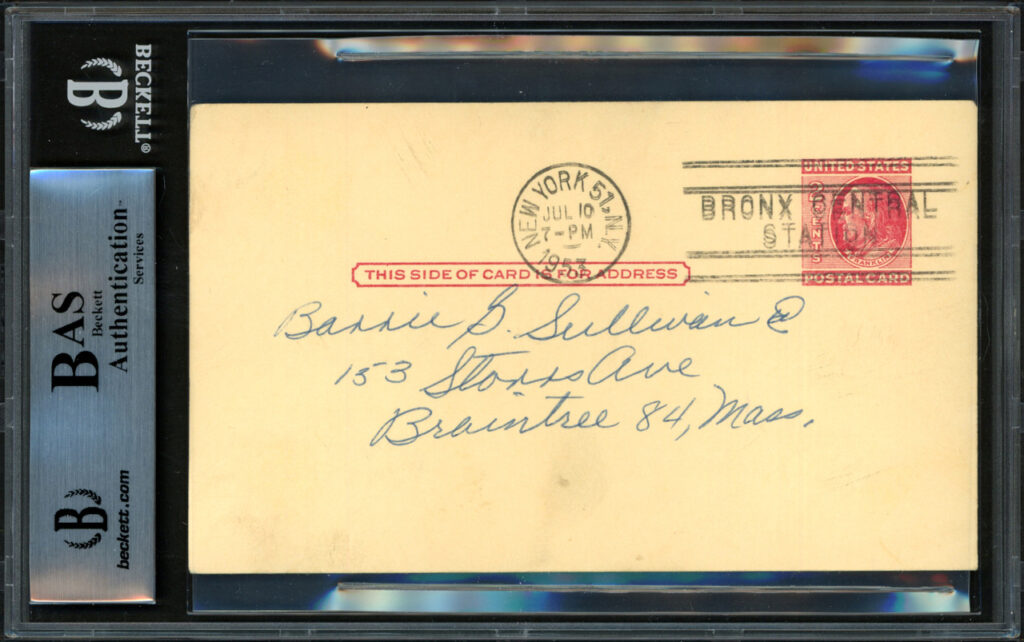 BECKETT®
B
BAS
Beckett
Authentication™
Services
B
beckett.com
NEW YORK 51, N.Y.
JUL 10
7-PM
1953
BRONX CENTRAL
STATION
UNITED STATES
2 CENTS
FRANKLIN
POSTAL CARD
THIS SIDE OF CARD IS FOR ADDRESS
Barrie G. Sullivan
153 Storrs Ave
Braintree 84, Mass.